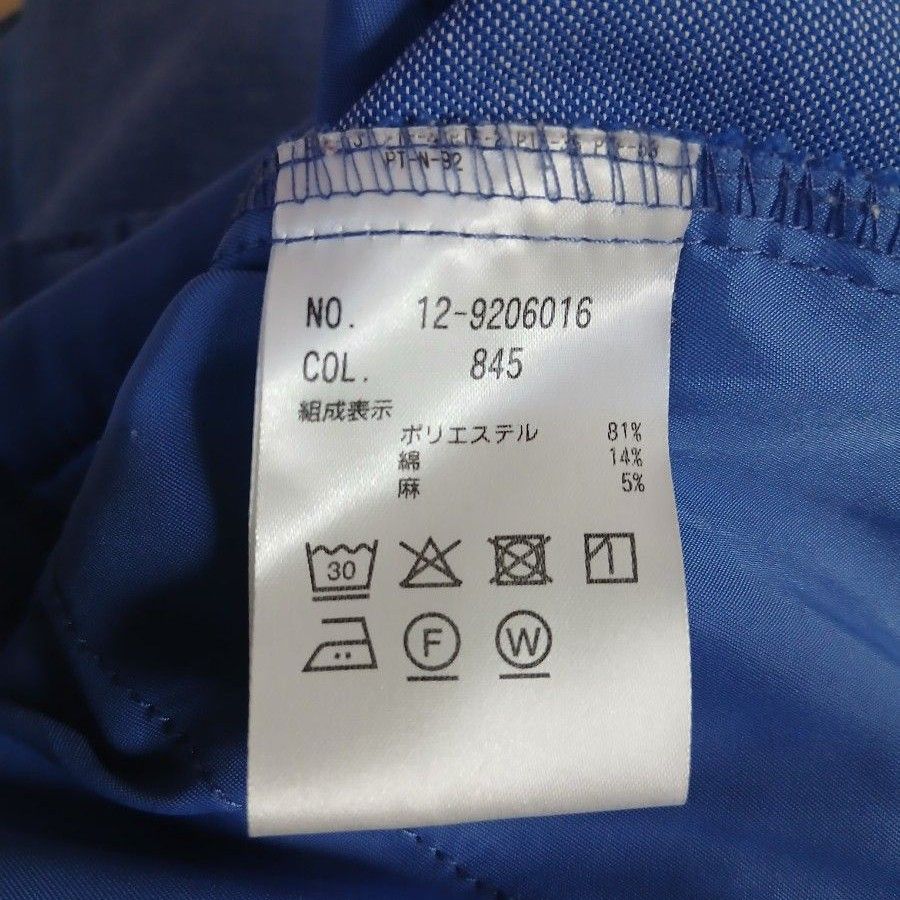 PT-N-92
NO. 12-9206016
COL. 845
組成表示
ポリエステル 81%
綿 14%
麻 5%
30
F W